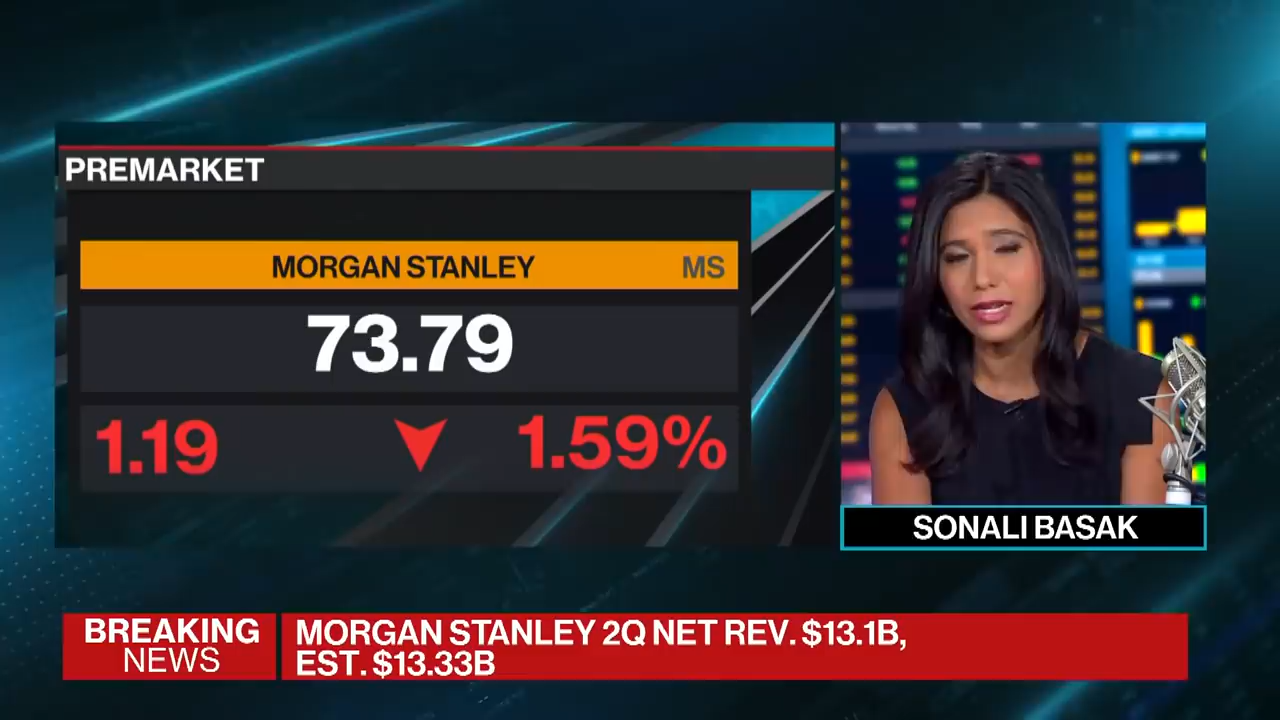 PREMARKET
MORGAN STANLEY MS
73.79
1.19 1.59%
SONALI BASAK
BREAKING NEWS
MORGAN STANLEY 2Q NET REV. $13.1B,
EST. $13.33B